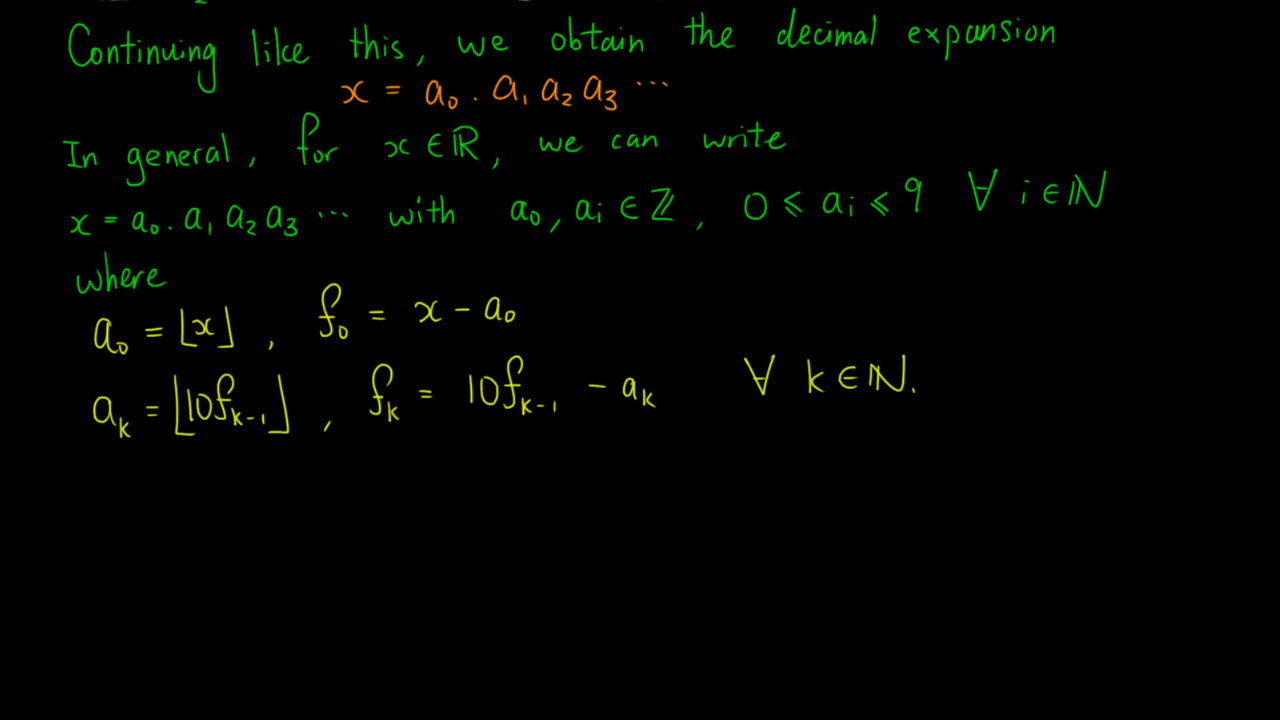 Continuing like this, we obtain the decimal expansion
x = a₀ . a₁ a₂ a₃ ⋯
In general, for x ∈ ℝ, we can write
x = a₀ . a₁ a₂ a₃ ⋯ with a₀, aᵢ ∈ ℤ, 0 ⩽ aᵢ ⩽ 9 ∀ i ∈ ℕ
where
a₀ = ⌊x⌋ , f₀ = x − a₀
aₖ = ⌊10fₖ₋₁⌋ , fₖ = 10fₖ₋₁ − aₖ ∀ k ∈ ℕ.